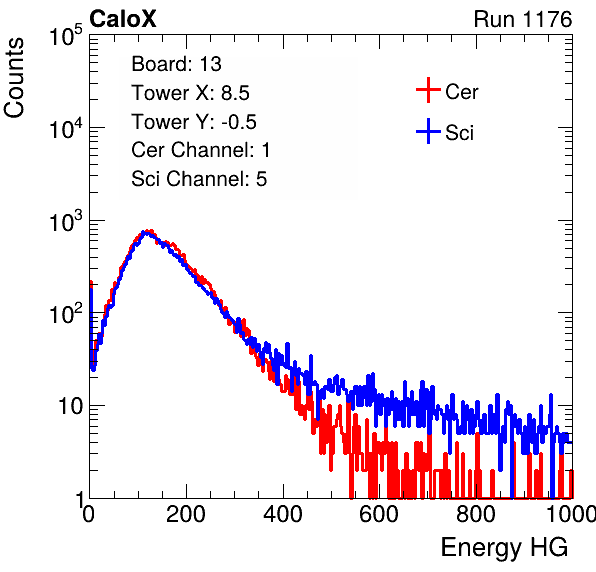 CaloX Run 1176
Counts
Board: 13
Tower X: 8.5
Tower Y: -0.5
Cer Channel: 1
Sci Channel: 5
Cer
Sci
10^5
10^4
10^3
10^2
10
1
0 200 400 600 800 1000
Energy HG